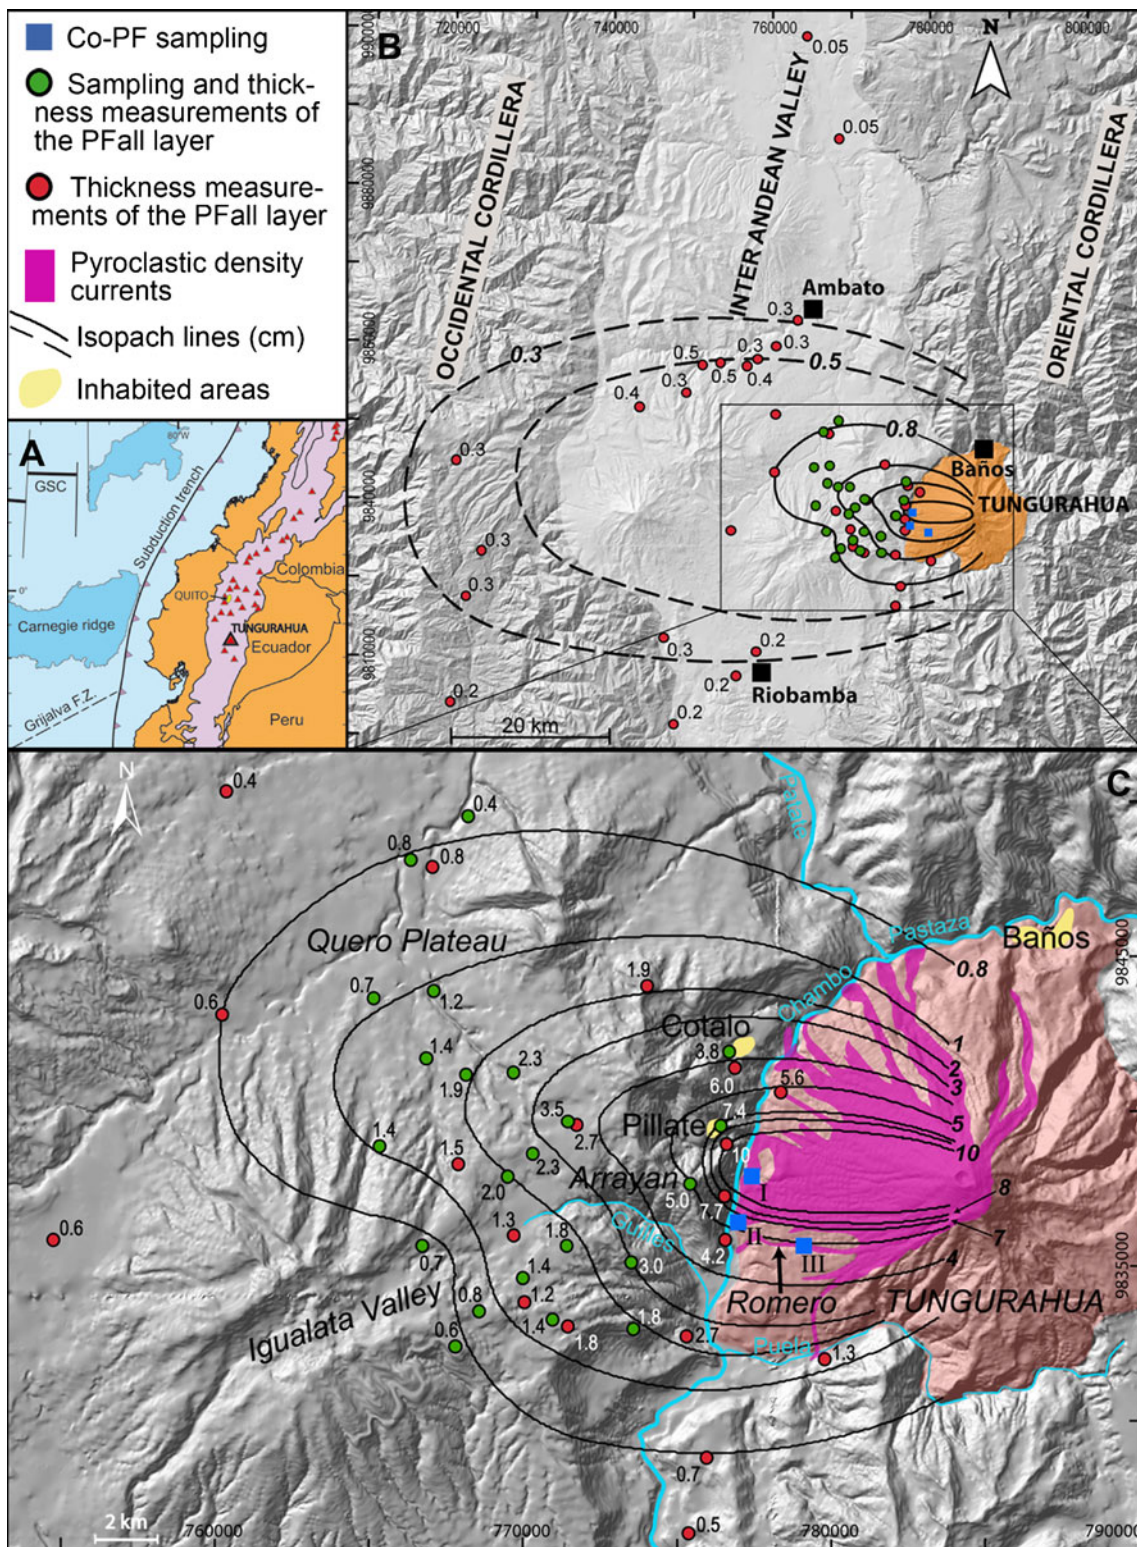 Co-PF sampling
Sampling and thick-
ness measurements of
the PFall layer
Thickness measure-
ments of the PFall layer
Pyroclastic density
currents
Isopach lines (cm)
Inhabited areas
A
80°W
GSC
Subduction trench
Colombia
0°
QUITO
TUNGURAHUA
Ecuador
Carnegie ridge
Grijalva F.Z.
Peru
B
720000
740000
760000
780000
800000
N
9880000
9840000
9810000
OCCIDENTAL CORDILLERA
INTER ANDEAN VALLEY
ORIENTAL CORDILLERA
0.05
0.05
Ambato
0.3
0.3
0.3
0.3
0.5
0.5
0.5
0.4
0.3
0.4
0.8
0.3
Baños
TUNGURAHUA
0.3
0.3
0.3
0.2
0.2
Riobamba
0.2
0.2
20 km
C
N
0.4
0.4
Patate
0.8
0.8
Quero Plateau
Pastaza
Baños
9845000
0.8
0.6
0.7
1.2
1.9
Chambo
Cotalo
1
2
3
3.8
6.0
5.6
1.4
1.9
2.3
5
3.5
2.7
Pillate
7.4
10
10
1.4
1.5
2.3
2.0
Arrayan
5.0
7.7
I
8
0.6
1.3
1.8
Guilles
II
4.2
III
7
4
0.7
1.4
3.0
9835000
Romero
TUNGURAHUA
Igualata Valley
0.8
1.2
1.4
1.8
1.8
2.7
Puela
1.3
0.6
0.7
0.5
2 km
760000
770000
780000
790000